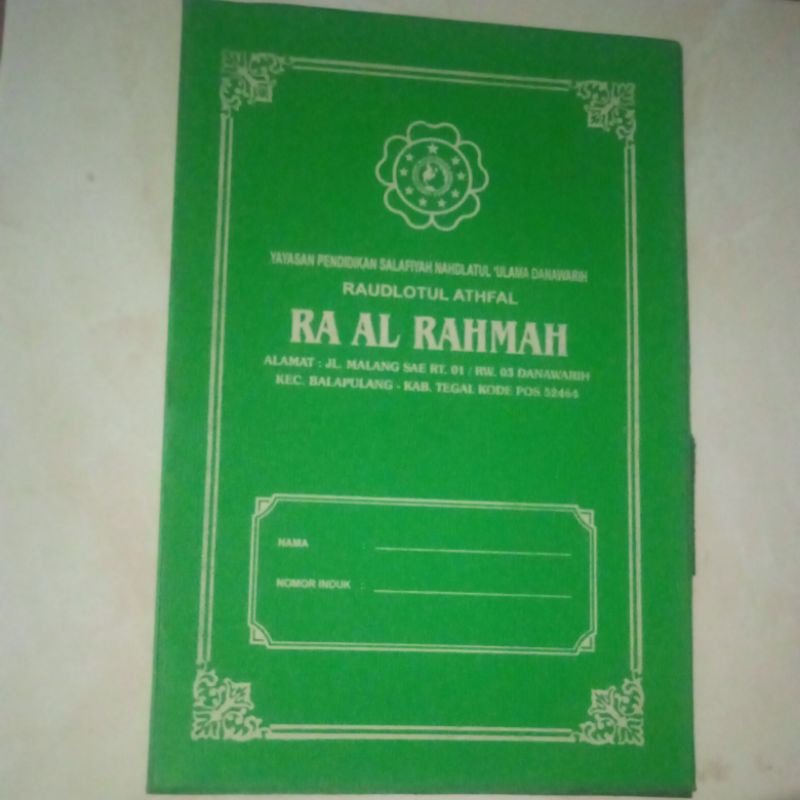 YAYASAN PENDIDIKAN SALAFIYAH NAHDLATUL 'ULAMA DANAWARIH
RAUDLOTUL ATHFAL
RA AL RAHMAH
ALAMAT : JL. MALANG SAE RT. 01 / RW. 03 DANAWARIH
KEC. BALAPULANG - KAB. TEGAL KODE POS 52464
NAMA :
NOMOR INDUK :